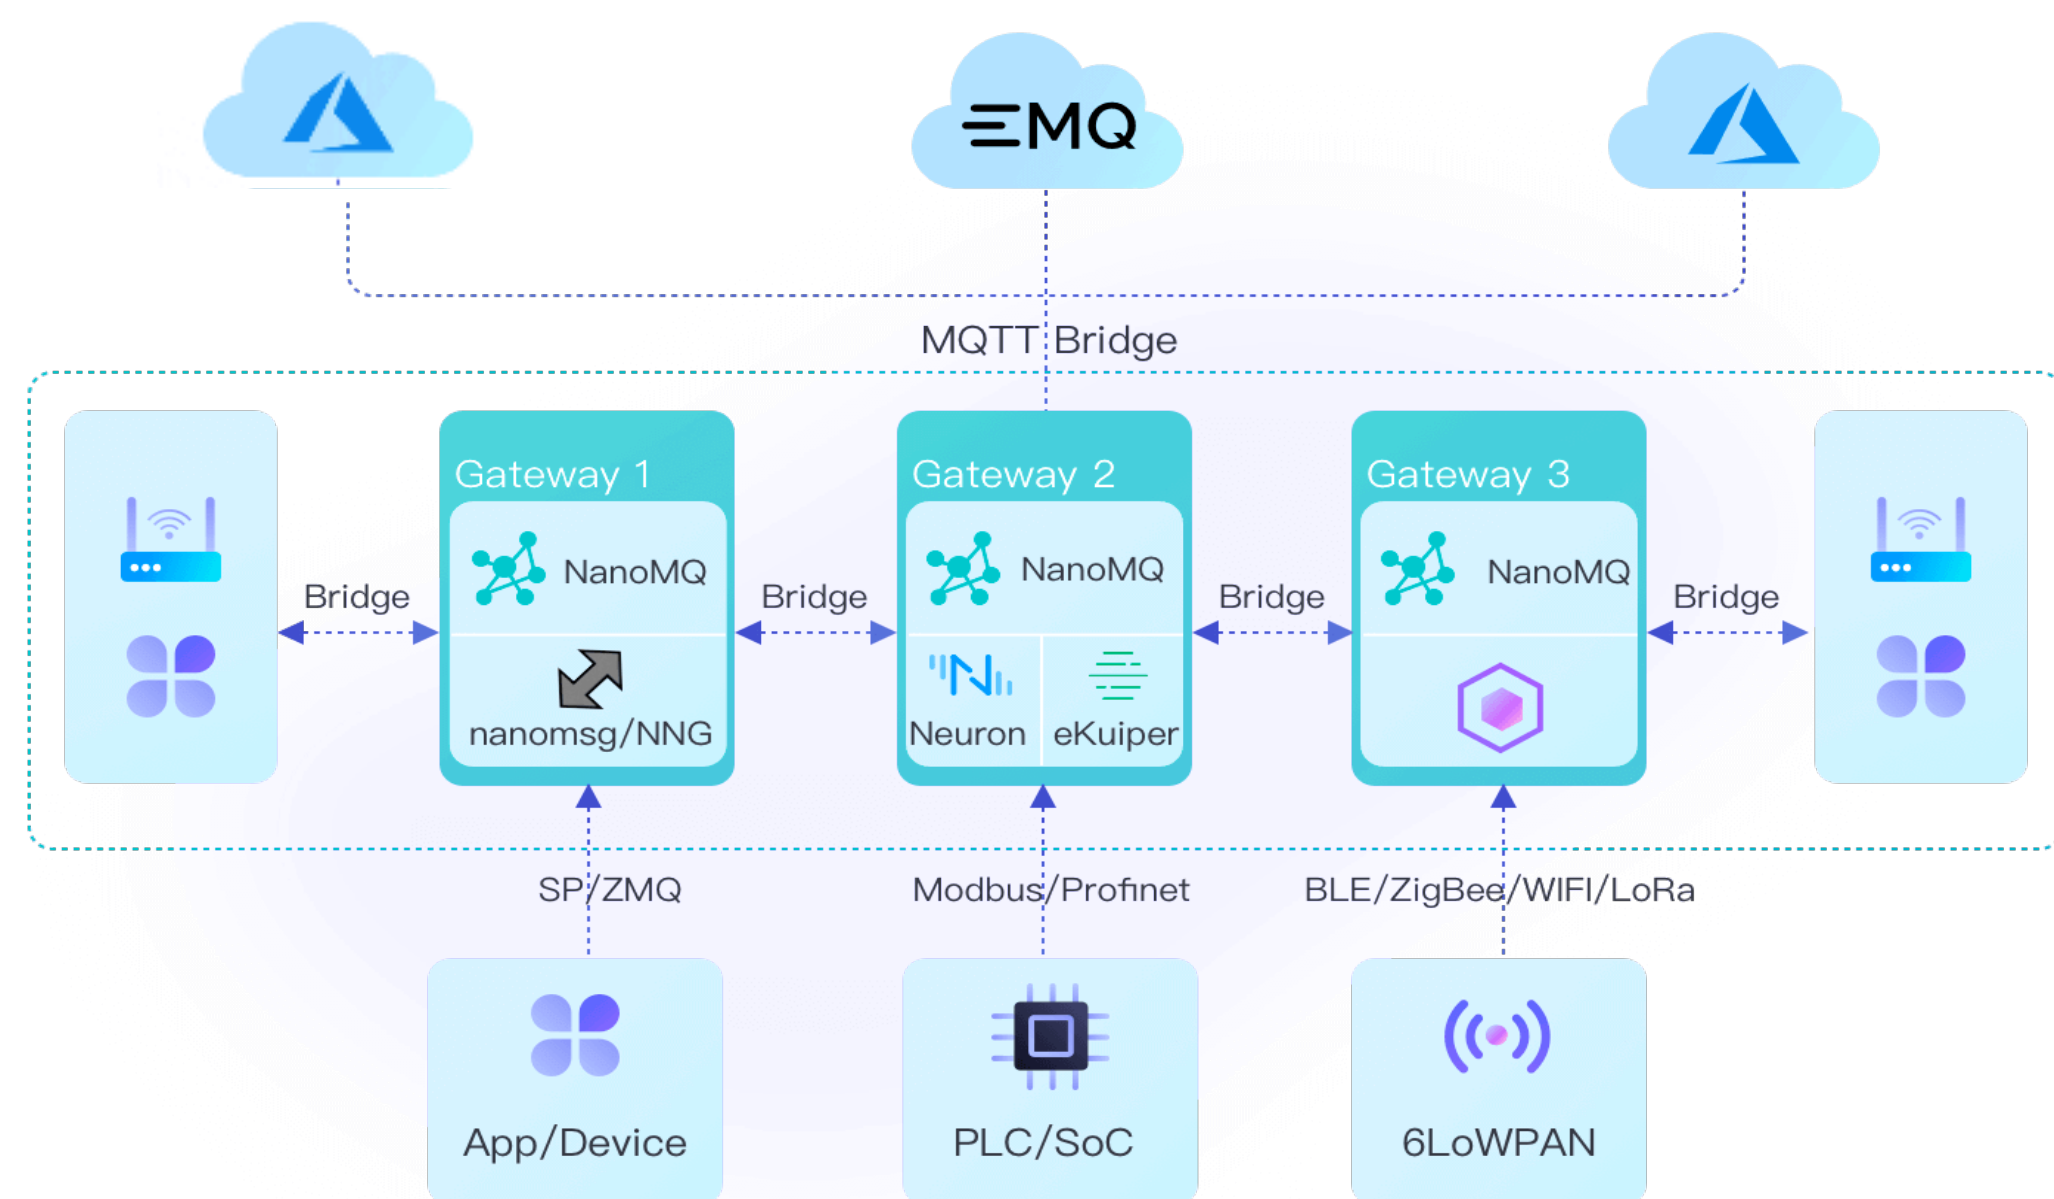 EMQ
MQTT Bridge
Gateway 1
Gateway 2
Gateway 3
NanoMQ
NanoMQ
NanoMQ
Bridge
Bridge
Bridge
Bridge
nanomsg/NNG
Neuron
eKuiper
SP/ZMQ
Modbus/Profinet
BLE/ZigBee/WIFI/LoRa
App/Device
PLC/SoC
6LoWPAN